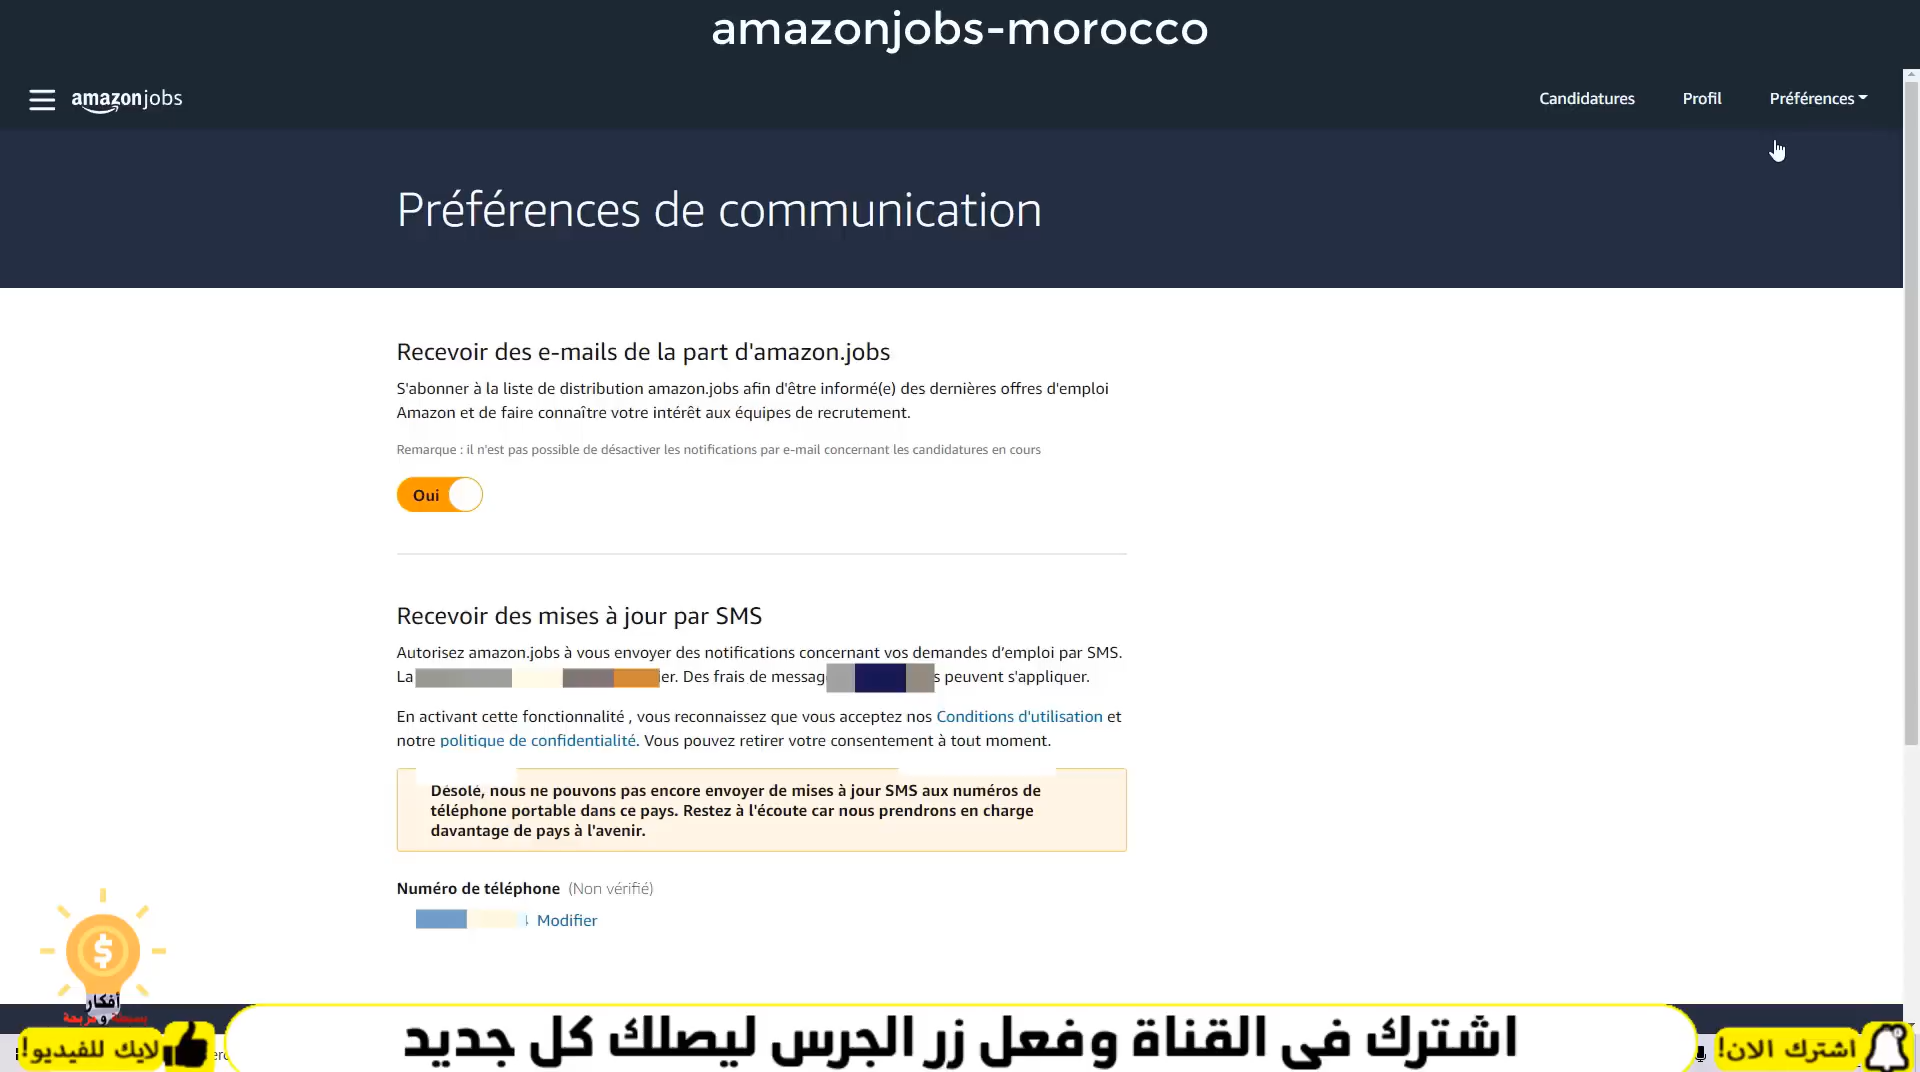 amazonjobs-morocco
amazonjobs
Candidatures
Profil
Préférences
Préférences de communication
Recevoir des e-mails de la part d'amazon.jobs
S'abonner à la liste de distribution amazon.jobs afin d'être informé(e) des dernières offres d'emploi
Amazon et de faire connaître votre intérêt aux équipes de recrutement.
Remarque : il n'est pas possible de désactiver les notifications par e-mail concernant les candidatures en cours
Oui
Recevoir des mises à jour par SMS
Autorisez amazon.jobs à vous envoyer des notifications concernant vos demandes d’emploi par SMS.
La er. Des frais de messag s peuvent s'appliquer.
En activant cette fonctionnalité , vous reconnaissez que vous acceptez nos Conditions d'utilisation et
notre politique de confidentialité. Vous pouvez retirer votre consentement à tout moment.
Désolé, nous ne pouvons pas encore envoyer de mises à jour SMS aux numéros de
téléphone portable dans ce pays. Restez à l'écoute car nous prendrons en charge
davantage de pays à l'avenir.
Numéro de téléphone (Non vérifié)
Modifier
$
أفكار
بسيطة و مربحة
لايك للفيديو!
اشترك فى القناة وفعل زر الجرس ليصلك كل جديد
اشترك الان!